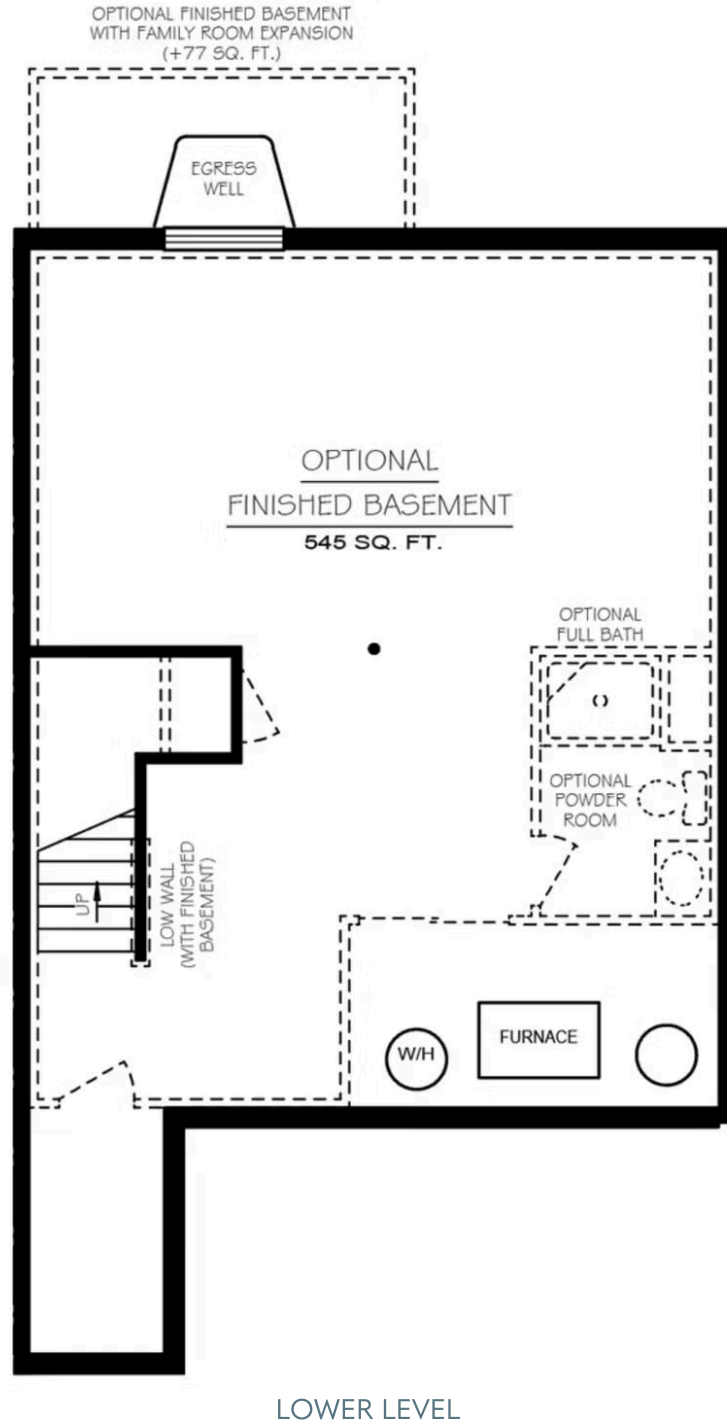 OPTIONAL FINISHED BASEMENT
WITH FAMILY ROOM EXPANSION
(+77 SQ. FT.)
EGRESS
WELL
OPTIONAL
FINISHED BASEMENT
545 SQ. FT.
OPTIONAL
FULL BATH
OPTIONAL
POWDER
ROOM
UP
LOW WALL
(WITH FINISHED
BASEMENT)
W/H
FURNACE
LOWER LEVEL